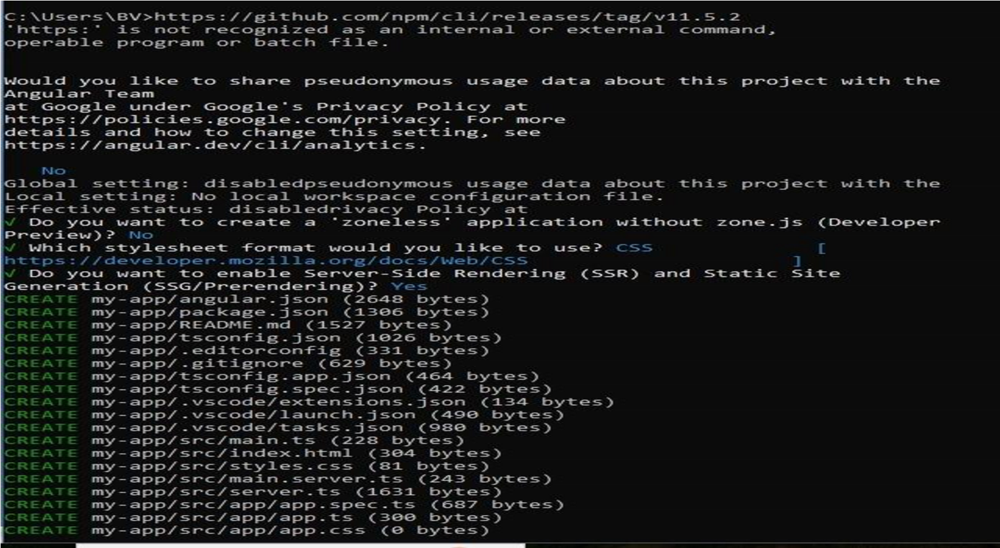 C:\Users\BV>https://github.com/npm/cli/releases/tag/v11.5.2
'https:' is not recognized as an internal or external command,
operable program or batch file.
Would you like to share pseudonymous usage data about this project with the
Angular Team
at Google under Google's Privacy Policy at
https://policies.google.com/privacy. For more
details and how to change this setting, see
https://angular.dev/cli/analytics.
No
Global setting: disabledpseudonymous usage data about this project with the
Local setting: No local workspace configuration file.
Effective status: disabledrivacy Policy at
√ Do you want to create a 'zoneless' application without zone.js (Developer
Preview)? No
√ Which stylesheet format would you like to use? CSS [
https://developer.mozilla.org/docs/Web/CSS ]
√ Do you want to enable Server-Side Rendering (SSR) and Static Site
Generation (SSG/Prerendering)? Yes
CREATE my-app/angular.json (2648 bytes)
CREATE my-app/package.json (1306 bytes)
CREATE my-app/README.md (1527 bytes)
CREATE my-app/tsconfig.json (1026 bytes)
CREATE my-app/.editorconfig (331 bytes)
CREATE my-app/.gitignore (629 bytes)
CREATE my-app/tsconfig.app.json (464 bytes)
CREATE my-app/tsconfig.spec.json (422 bytes)
CREATE my-app/.vscode/extensions.json (134 bytes)
CREATE my-app/.vscode/launch.json (490 bytes)
CREATE my-app/.vscode/tasks.json (980 bytes)
CREATE my-app/src/main.ts (228 bytes)
CREATE my-app/src/index.html (304 bytes)
CREATE my-app/src/styles.css (81 bytes)
CREATE my-app/src/main.server.ts (243 bytes)
CREATE my-app/src/server.ts (1631 bytes)
CREATE my-app/src/app/app.spec.ts (687 bytes)
CREATE my-app/src/app/app.ts (300 bytes)
CREATE my-app/src/app/app.css (0 bytes)